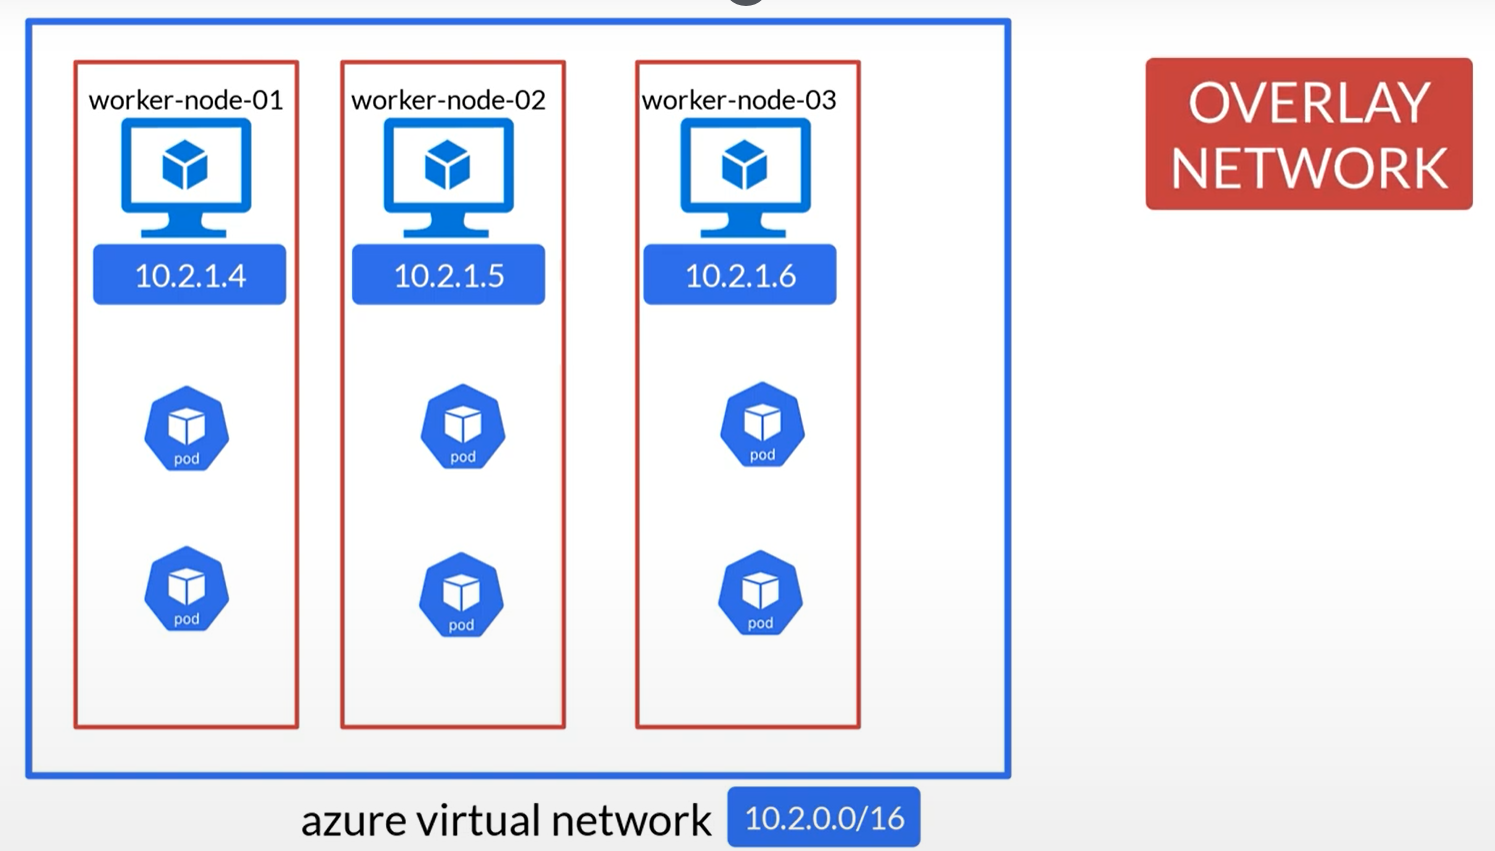 worker-node-01
worker-node-02
worker-node-03
OVERLAY
NETWORK
10.2.1.4
10.2.1.5
10.2.1.6
pod
pod
pod
pod
pod
pod
azure virtual network
10.2.0.0/16